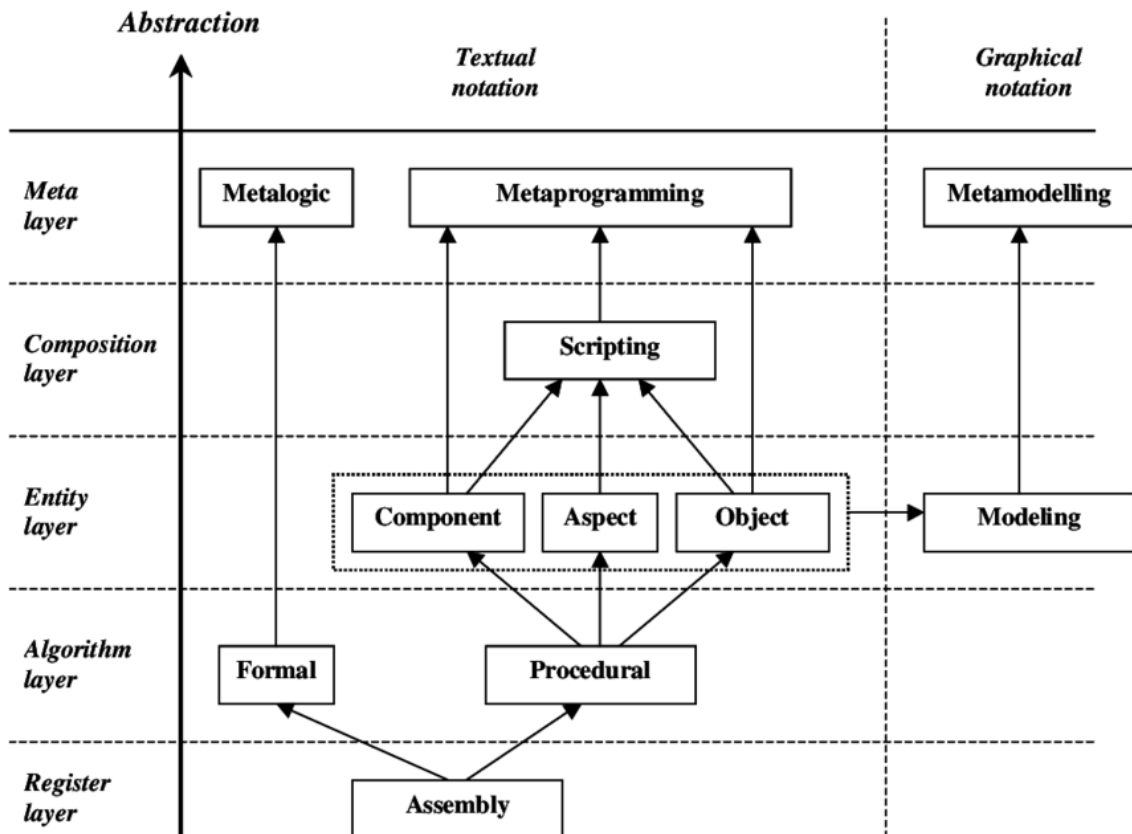 Abstraction
Textual
notation
Graphical
notation
Meta
layer
Metalogic
Metaprogramming
Metamodelling
Composition
layer
Scripting
Entity
layer
Component
Aspect
Object
Modeling
Algorithm
layer
Formal
Procedural
Register
layer
Assembly